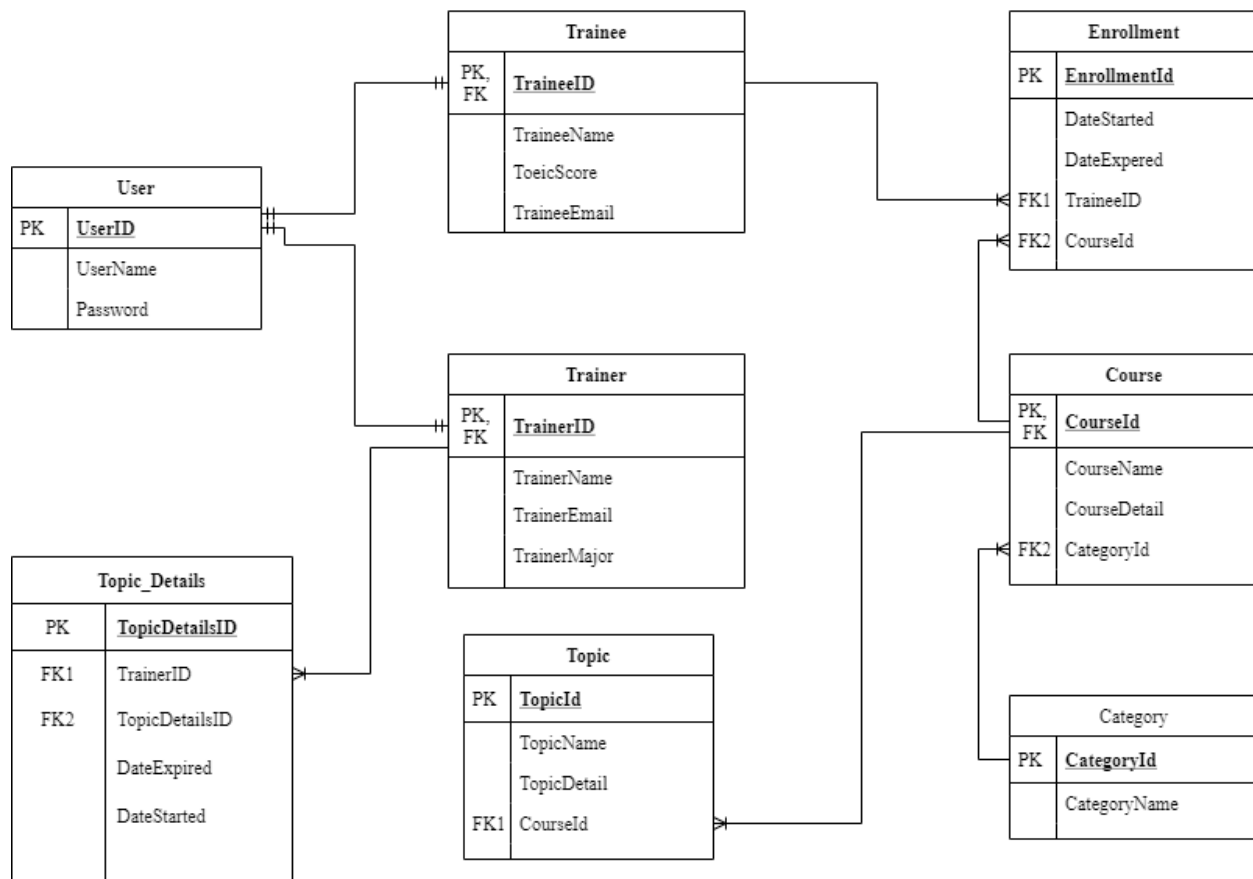 Trainee
PK, FK TraineeID
TraineeName
ToeicScore
TraineeEmail
Enrollment
PK EnrollmentId
DateStarted
DateExpered
FK1 TraineeID
FK2 CourseId
User
PK UserID
UserName
Password
Trainer
PK, FK TrainerID
TrainerName
TrainerEmail
TrainerMajor
Course
PK, FK CourseId
CourseName
CourseDetail
FK2 CategoryId
Topic_Details
PK TopicDetailsID
FK1 TrainerID
FK2 TopicDetailsID
DateExpired
DateStarted
Topic
PK TopicId
TopicName
TopicDetail
FK1 CourseId
Category
PK CategoryId
CategoryName